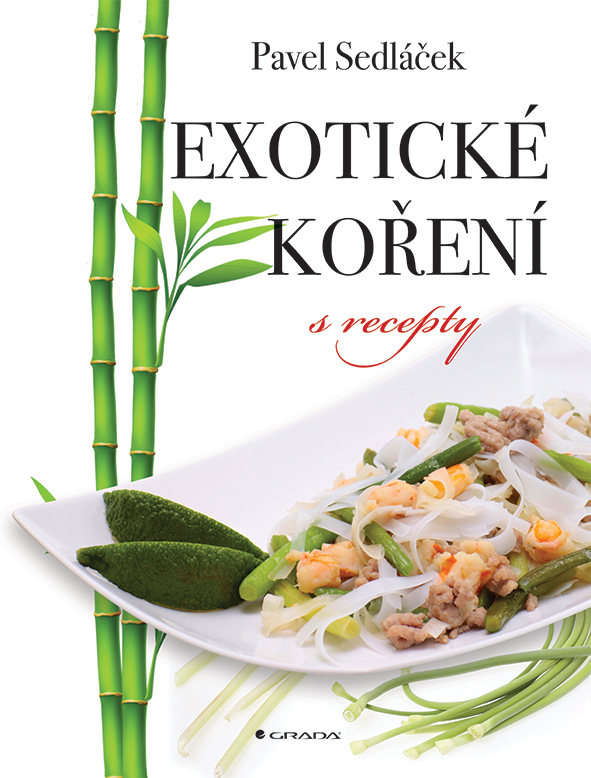 Pavel Sedláček
EXOTICKÉ
KOŘENÍ
s recepty
GRADA